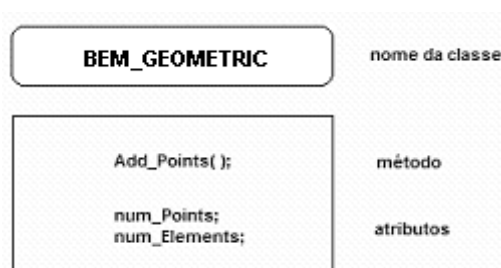 BEM_GEOMETRIC nome da classe
Add_Points( ); método
num_Points;
num_Elements; atributos